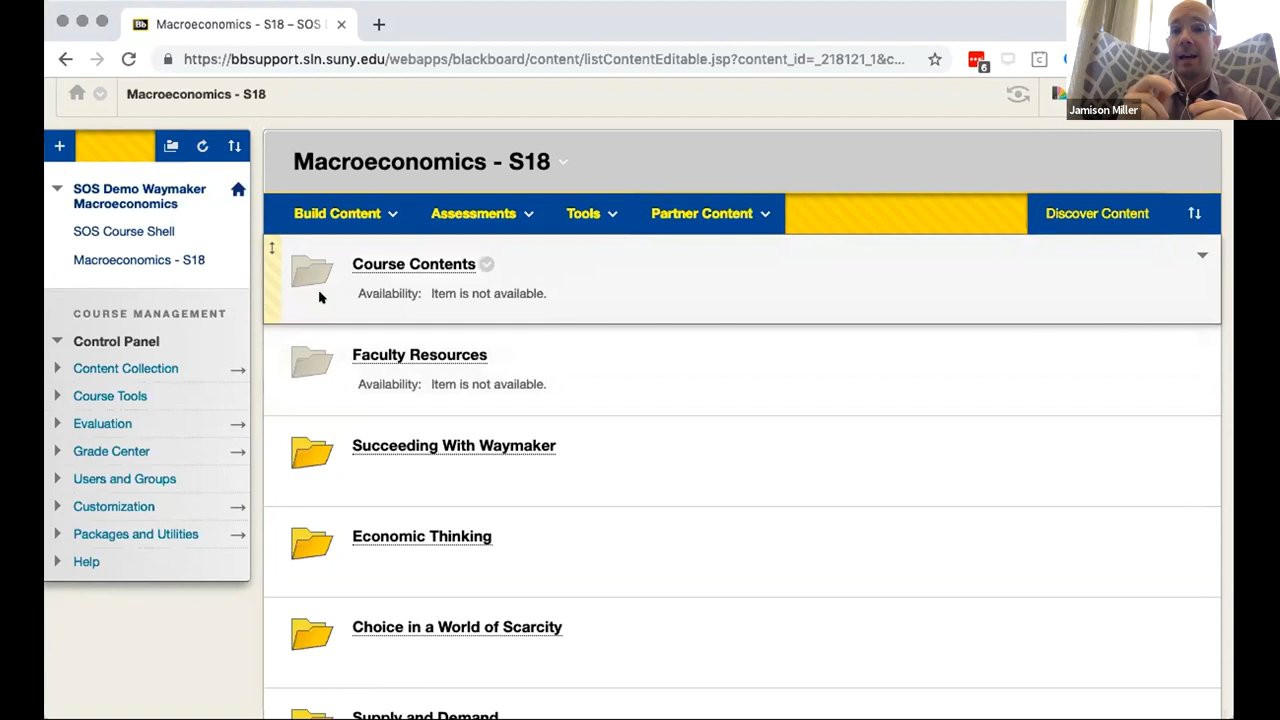 Bb Macroeconomics - S18 – SOS D × +
https://bbsupport.sln.suny.edu/webapps/blackboard/content/listContentEditable.jsp?content_id=_218121_1&c...
6
Jamison Miller
Macroeconomics - S18
Macroeconomics - S18
SOS Demo Waymaker
Macroeconomics
SOS Course Shell
Macroeconomics - S18
COURSE MANAGEMENT
Control Panel
Content Collection
Course Tools
Evaluation
Grade Center
Users and Groups
Customization
Packages and Utilities
Help
Build Content Assessments Tools Partner Content Discover Content
Course Contents
Availability: Item is not available.
Faculty Resources
Availability: Item is not available.
Succeeding With Waymaker
Economic Thinking
Choice in a World of Scarcity
Supply and Demand